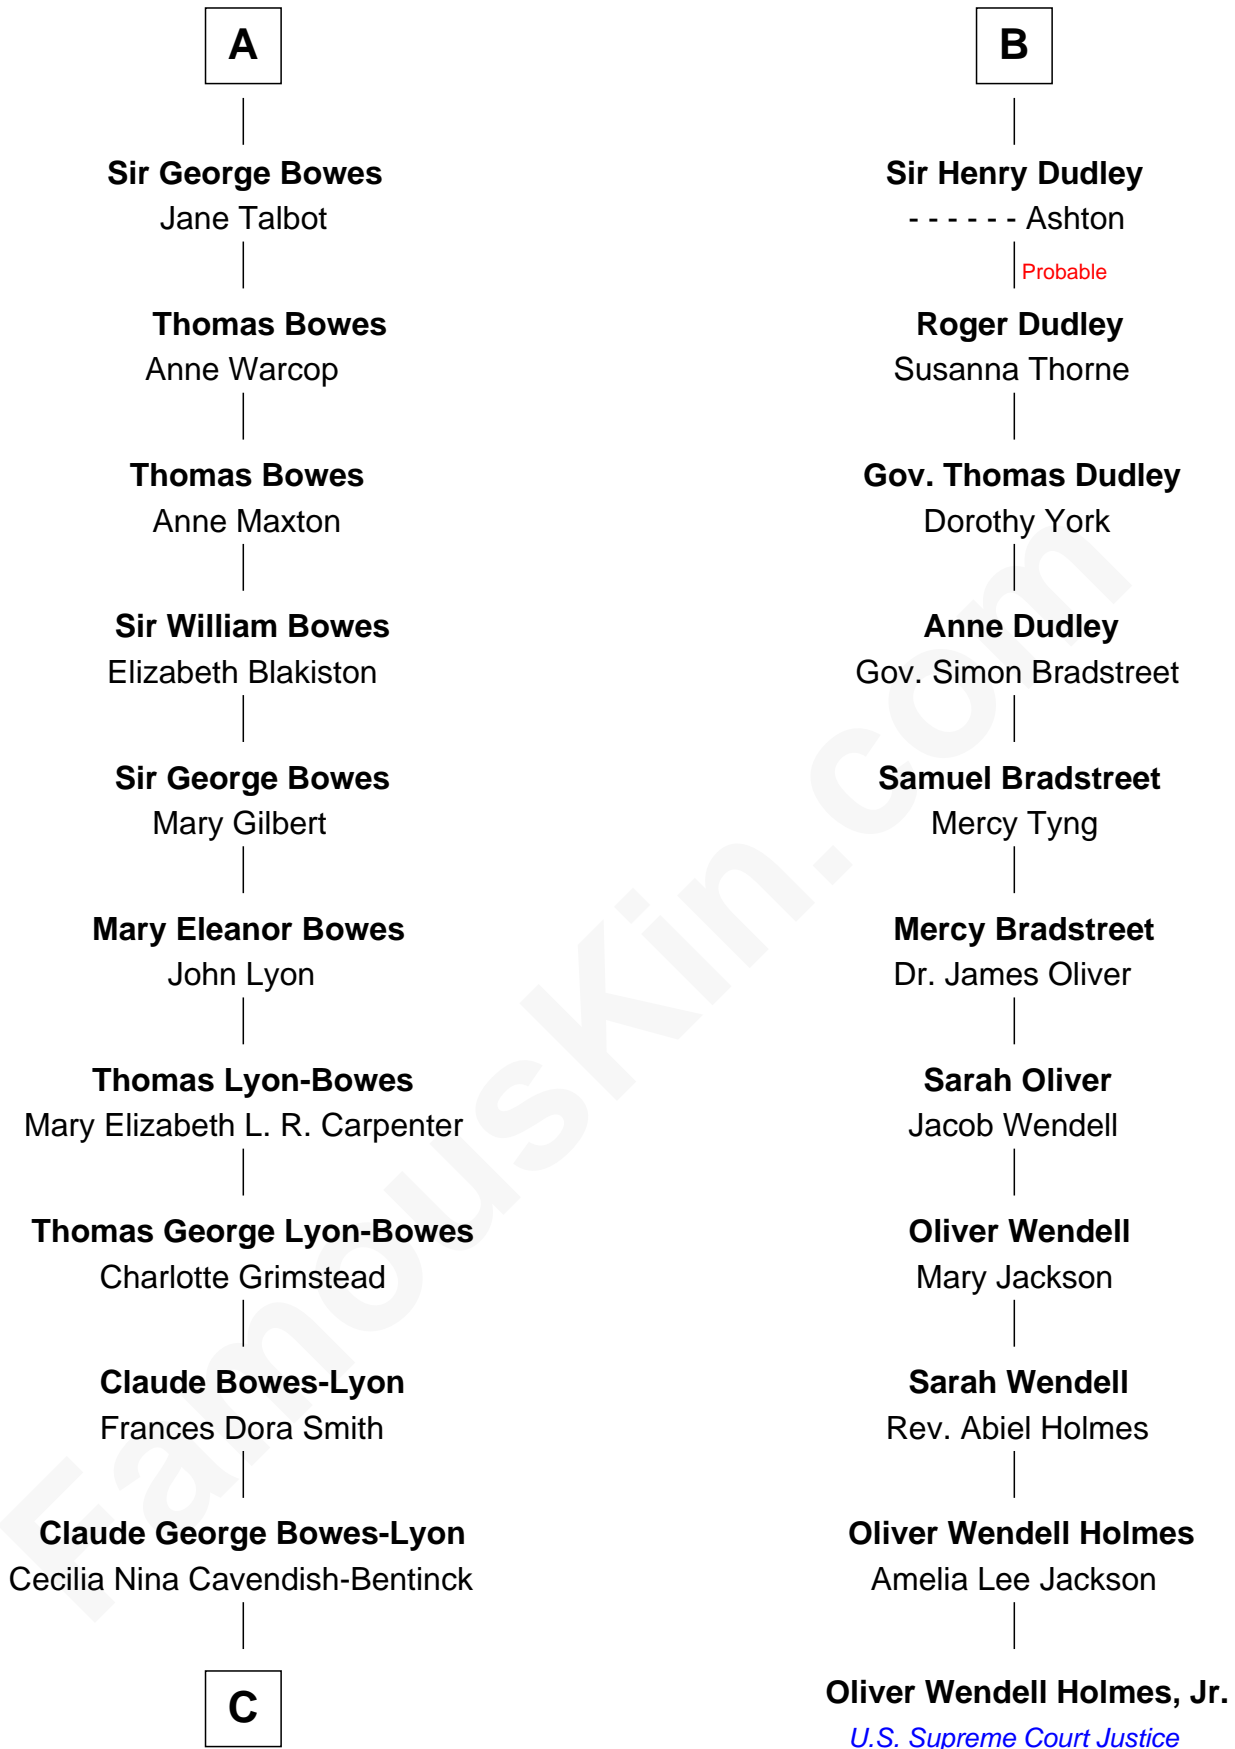 A
Sir George Bowes
Jane Talbot
Thomas Bowes
Anne Warcop
Thomas Bowes
Anne Maxton
Sir William Bowes
Elizabeth Blakiston
Sir George Bowes
Mary Gilbert
Mary Eleanor Bowes
John Lyon
Thomas Lyon-Bowes
Mary Elizabeth L. R. Carpenter
Thomas George Lyon-Bowes
Charlotte Grimstead
Claude Bowes-Lyon
Frances Dora Smith
Claude George Bowes-Lyon
Cecilia Nina Cavendish-Bentinck
C
B
Sir Henry Dudley
- - - - - - Ashton
Probable
Roger Dudley
Susanna Thorne
Gov. Thomas Dudley
Dorothy York
Anne Dudley
Gov. Simon Bradstreet
Samuel Bradstreet
Mercy Tyng
Mercy Bradstreet
Dr. James Oliver
Sarah Oliver
Jacob Wendell
Oliver Wendell
Mary Jackson
Sarah Wendell
Rev. Abiel Holmes
Oliver Wendell Holmes
Amelia Lee Jackson
Oliver Wendell Holmes, Jr.
U.S. Supreme Court Justice
FamousKin.com